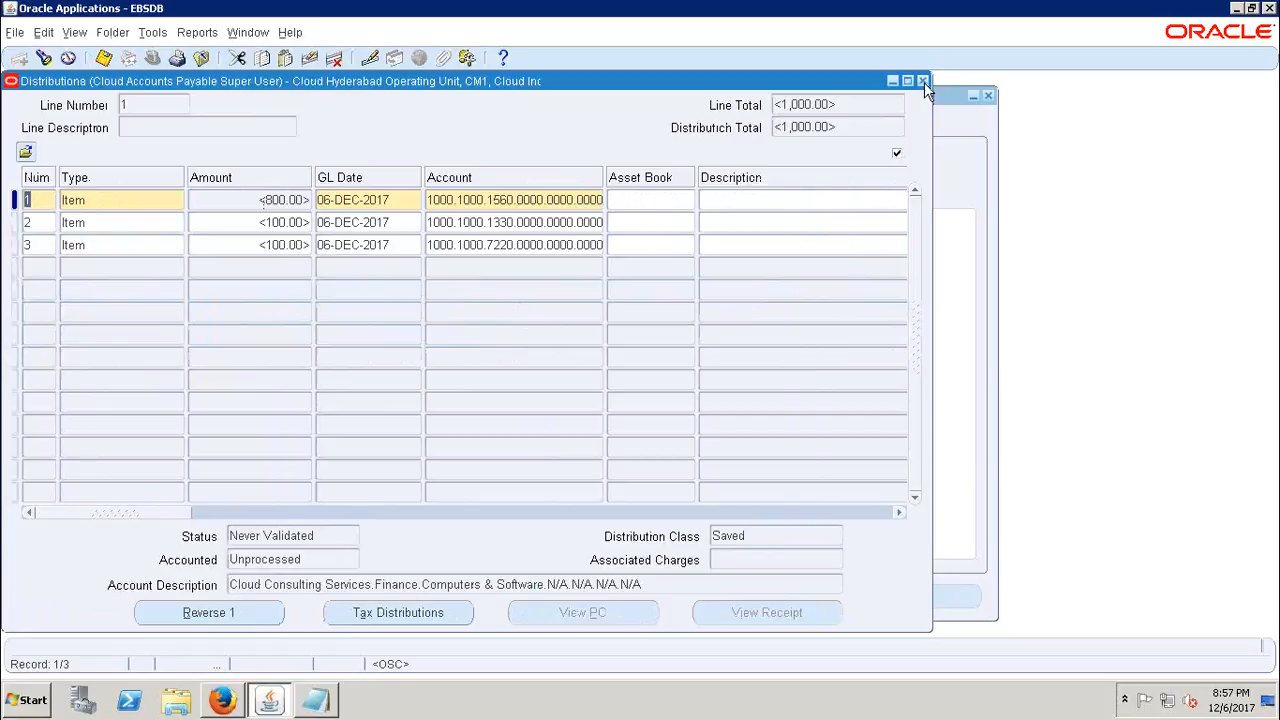 Oracle Applications - EBSDB
File Edit View Folder Tools Reports Window Help
ORACLE
Distributions (Cloud Accounts Payable Super User) - Cloud Hyderabad Operating Unit, CM1, Cloud Inc
Line Number 1 Line Total <1,000.00>
Line Description Distribution Total <1,000.00>
Num Type. Amount GL Date Account Asset Book Description
1 Item <800.00> 06-DEC-2017 1000.1000.1560.0000.0000.0000
2 Item <100.00> 06-DEC-2017 1000.1000.1330.0000.0000.0000
3 Item <100.00> 06-DEC-2017 1000.1000.7220.0000.0000.0000
Status Never Validated Distribution Class Saved
Accounted Unprocessed Associated Charges
Account Description Cloud Consulting Services.Finance.Computers & Software.N/A.N/A.N/A.N/A
Reverse 1 Tax Distributions View PO View Receipt
Record: 1/3 ... <OSC>
Start 8:57 PM
12/6/2017